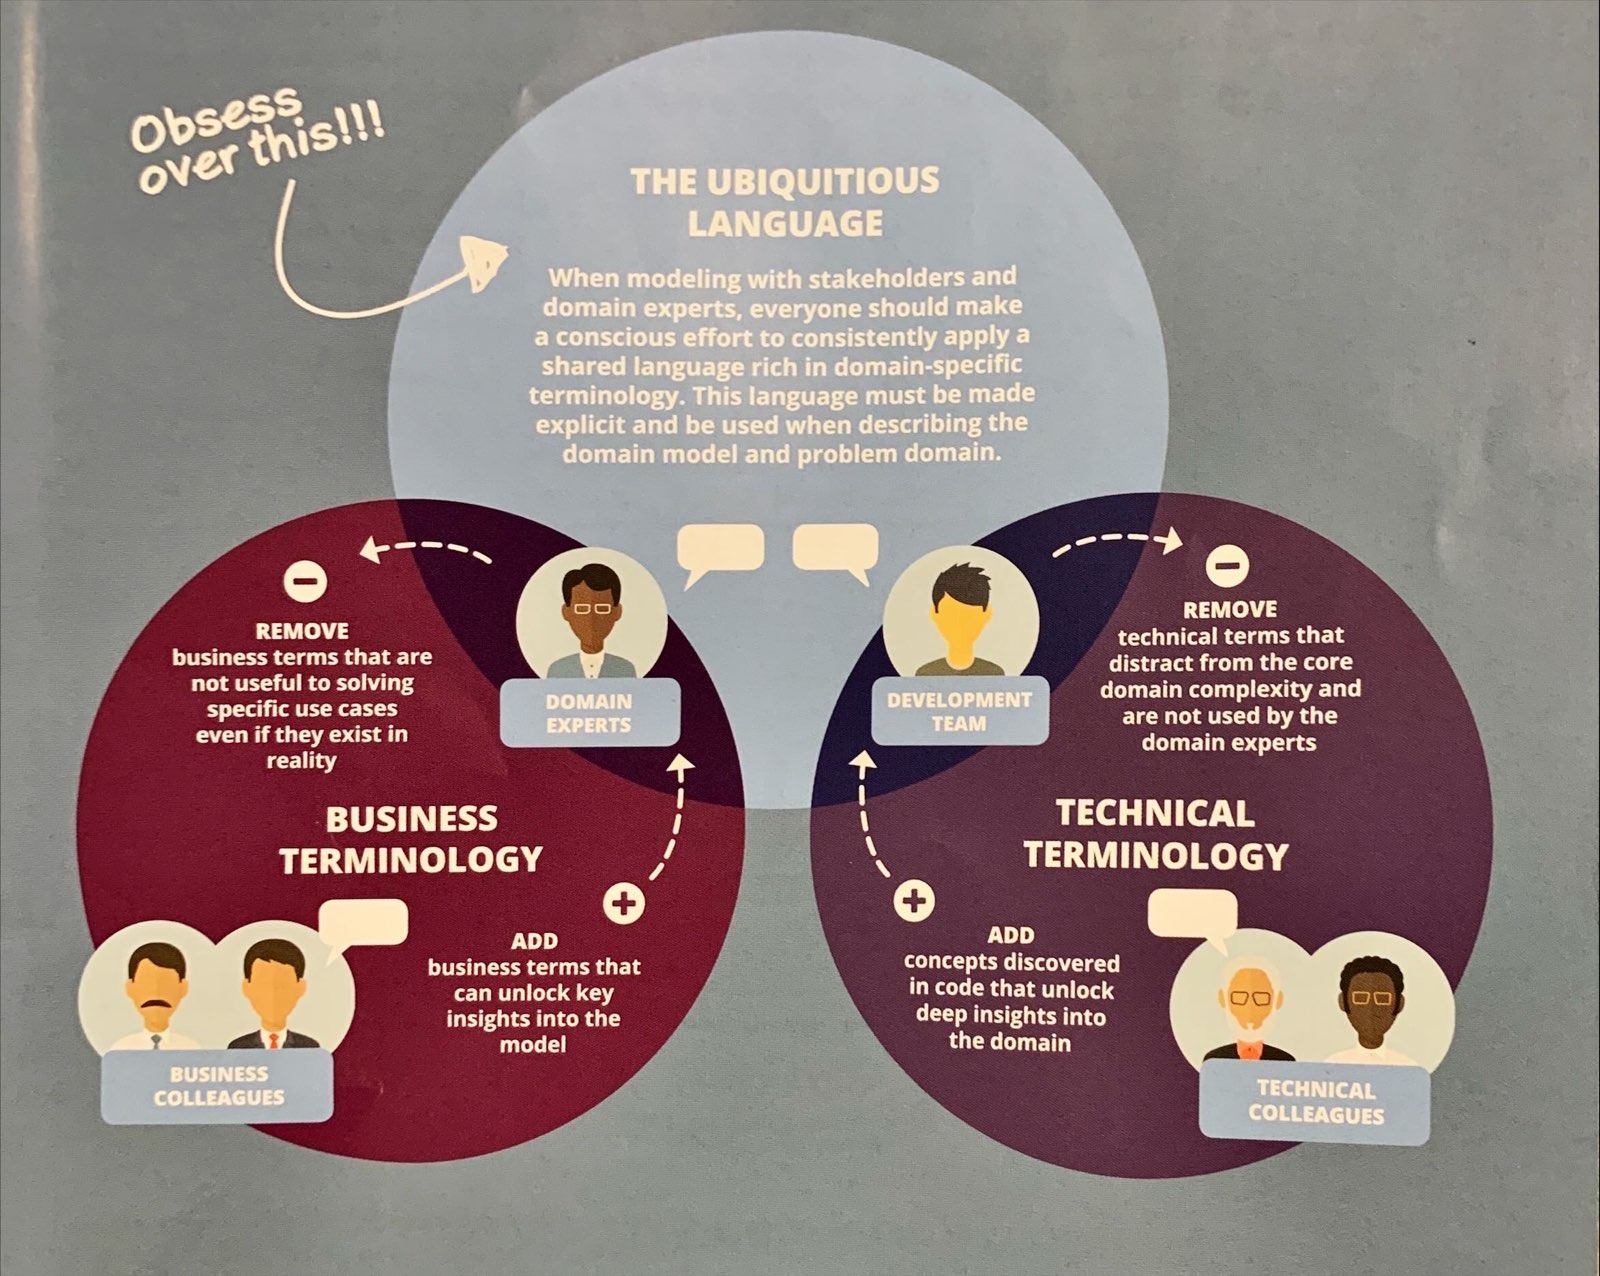 Obsess
over this!!!
THE UBIQUITIOUS
LANGUAGE
When modeling with stakeholders and
domain experts, everyone should make
a conscious effort to consistently apply a
shared language rich in domain-specific
terminology. This language must be made
explicit and be used when describing the
domain model and problem domain.
REMOVE
business terms that are
not useful to solving
specific use cases
even if they exist in
reality
DOMAIN
EXPERTS
DEVELOPMENT
TEAM
REMOVE
technical terms that
distract from the core
domain complexity and
are not used by the
domain experts
BUSINESS
TERMINOLOGY
TECHNICAL
TERMINOLOGY
ADD
business terms that
can unlock key
insights into the
model
BUSINESS
COLLEAGUES
ADD
concepts discovered
in code that unlock
deep insights into
the domain
TECHNICAL
COLLEAGUES